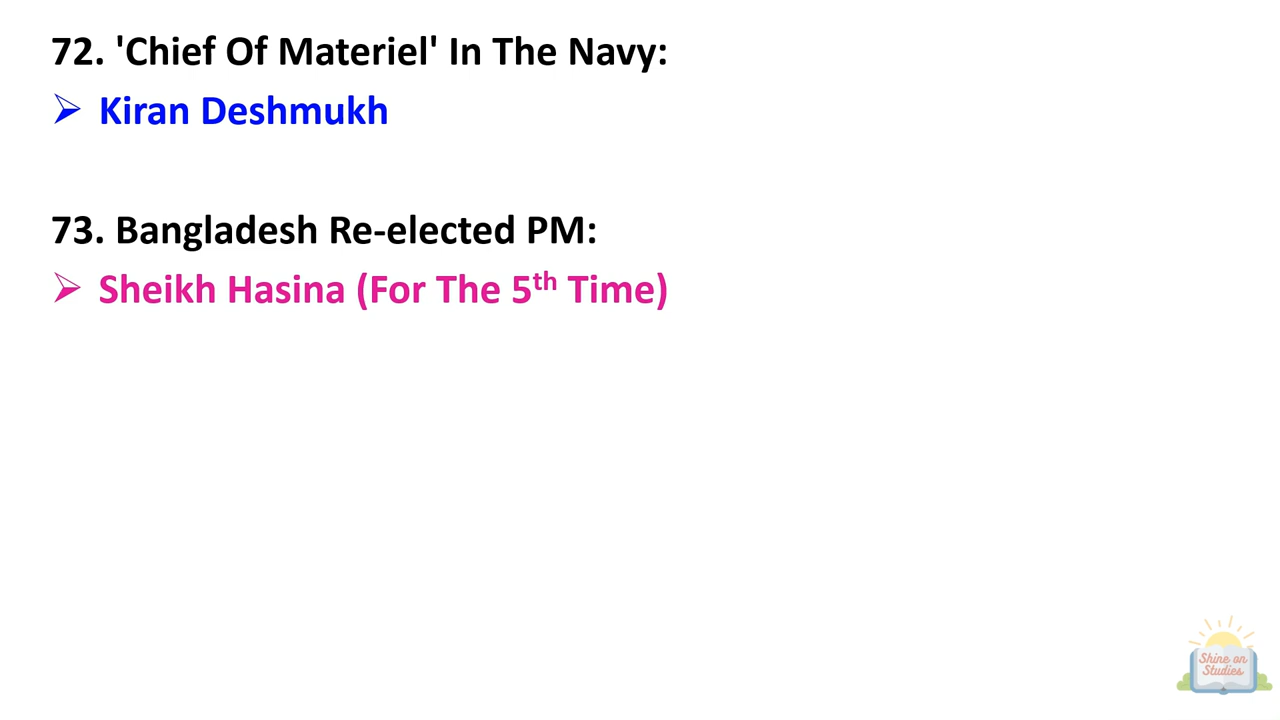 72. 'Chief Of Materiel' In The Navy:
➢ Kiran Deshmukh
73. Bangladesh Re-elected PM:
➢ Sheikh Hasina (For The 5th Time)
Shine on
Studies